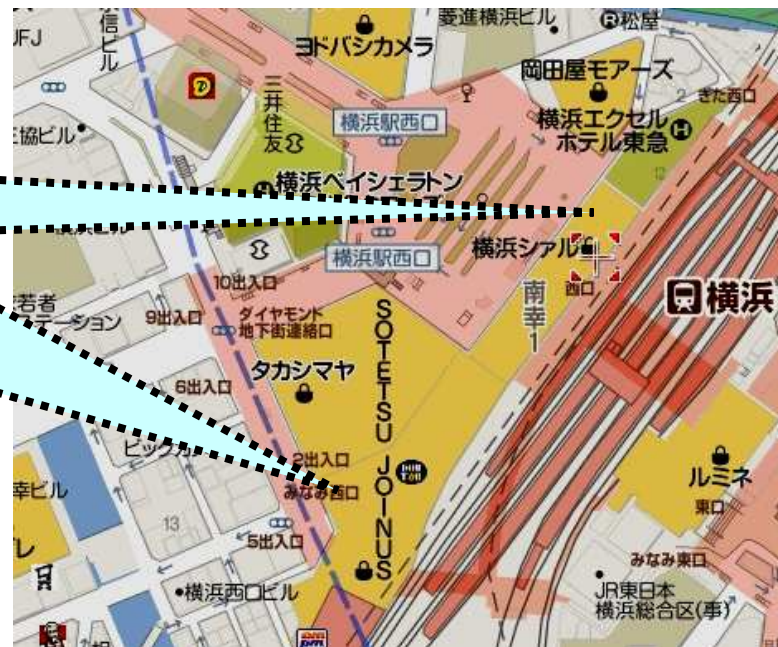 菱進横浜ビル
松屋
UFJ
信ビル
ヨドバシカメラ
岡田屋モアーズ
きた西口
三井住友
横浜駅西口
横浜エクセル
ホテル東急
三協ビル
横浜ベイシェラトン
横浜シァル
横浜駅西口
西口
南幸1
横浜
10出入口
若者
ステーション
9出入口
ダイヤモンド
地下街連絡口
SOTETSU JOINUS
タカシマヤ
6出入口
ビックカ
2出入口
みなみ西口
ルミネ
東口
幸ビル
13
5出入口
みなみ東口
横浜西口ビル
JR東日本
横浜総合区(事)